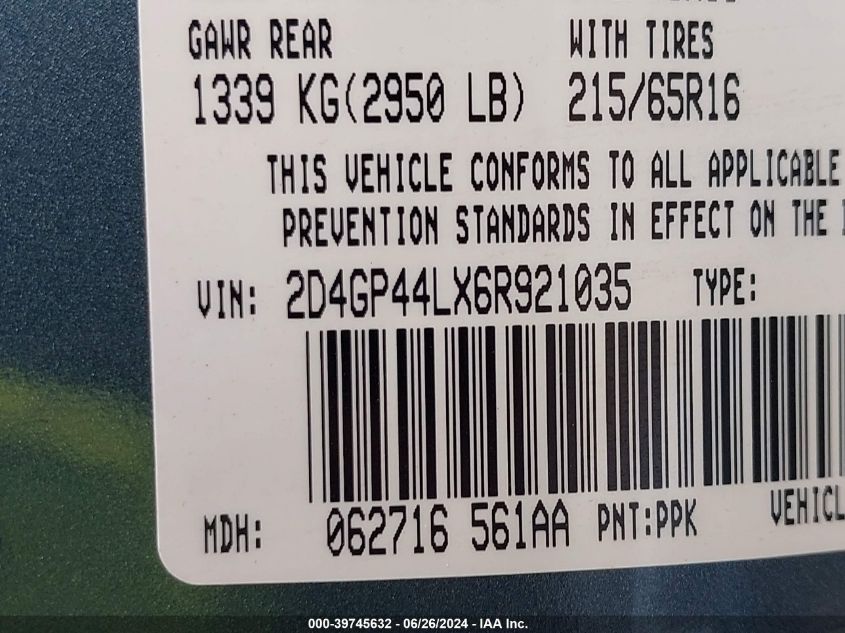 GAWR REAR WITH TIRES
1339 KG(2950 LB) 215/65R16
THIS VEHICLE CONFORMS TO ALL APPLICABLE
PREVENTION STANDARDS IN EFFECT ON THE
VIN: 2D4GP44LX6R921035 TYPE:
MDH: 062716 561AA PNT:PPK VEHICL
000-39745632 / 06/26/2024 - IAA Inc.